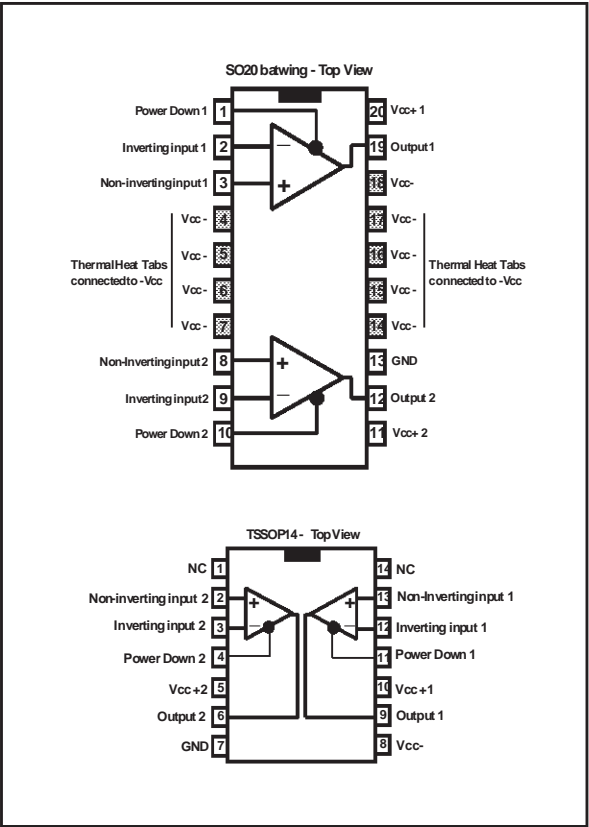 SO20 batwing - Top View
Power Down 1 1 20 Vcc+ 1
Inverting input 1 2 − 19 Output 1
Non-inverting input 1 3 + 18 Vcc-
Vcc - 4 17 Vcc -
Vcc - 5 16 Vcc -
Thermal Heat Tabs
connected to -Vcc
Thermal Heat Tabs
connected to -Vcc
Vcc - 6 15 Vcc -
Vcc - 7 14 Vcc -
Non-Inverting input 2 8 + 13 GND
Inverting input 2 9 − 12 Output 2
Power Down 2 10 11 Vcc+ 2
TSSOP14 - Top View
NC 1 14 NC
Non-inverting input 2 2 + + 13 Non-Inverting input 1
Inverting input 2 3 − − 12 Inverting input 1
Power Down 2 4 11 Power Down 1
Vcc +2 5 10 Vcc +1
Output 2 6 9 Output 1
GND 7 8 Vcc-